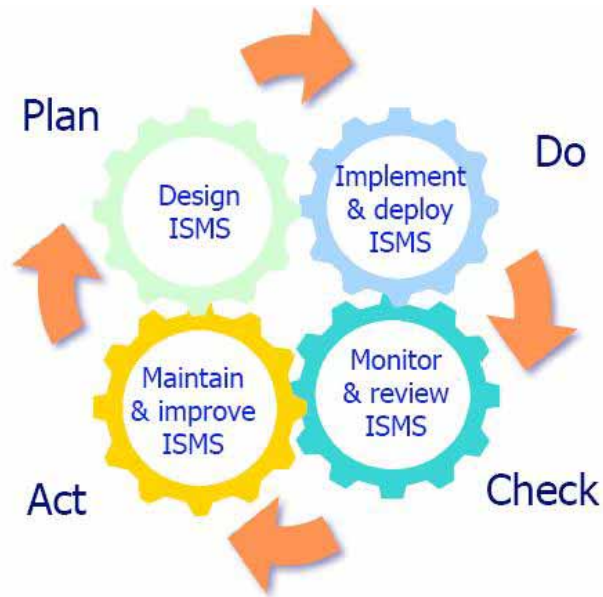 Plan
Design
ISMS
Implement
& deploy
ISMS
Do
Maintain
& improve
ISMS
Monitor
& review
ISMS
Act
Check